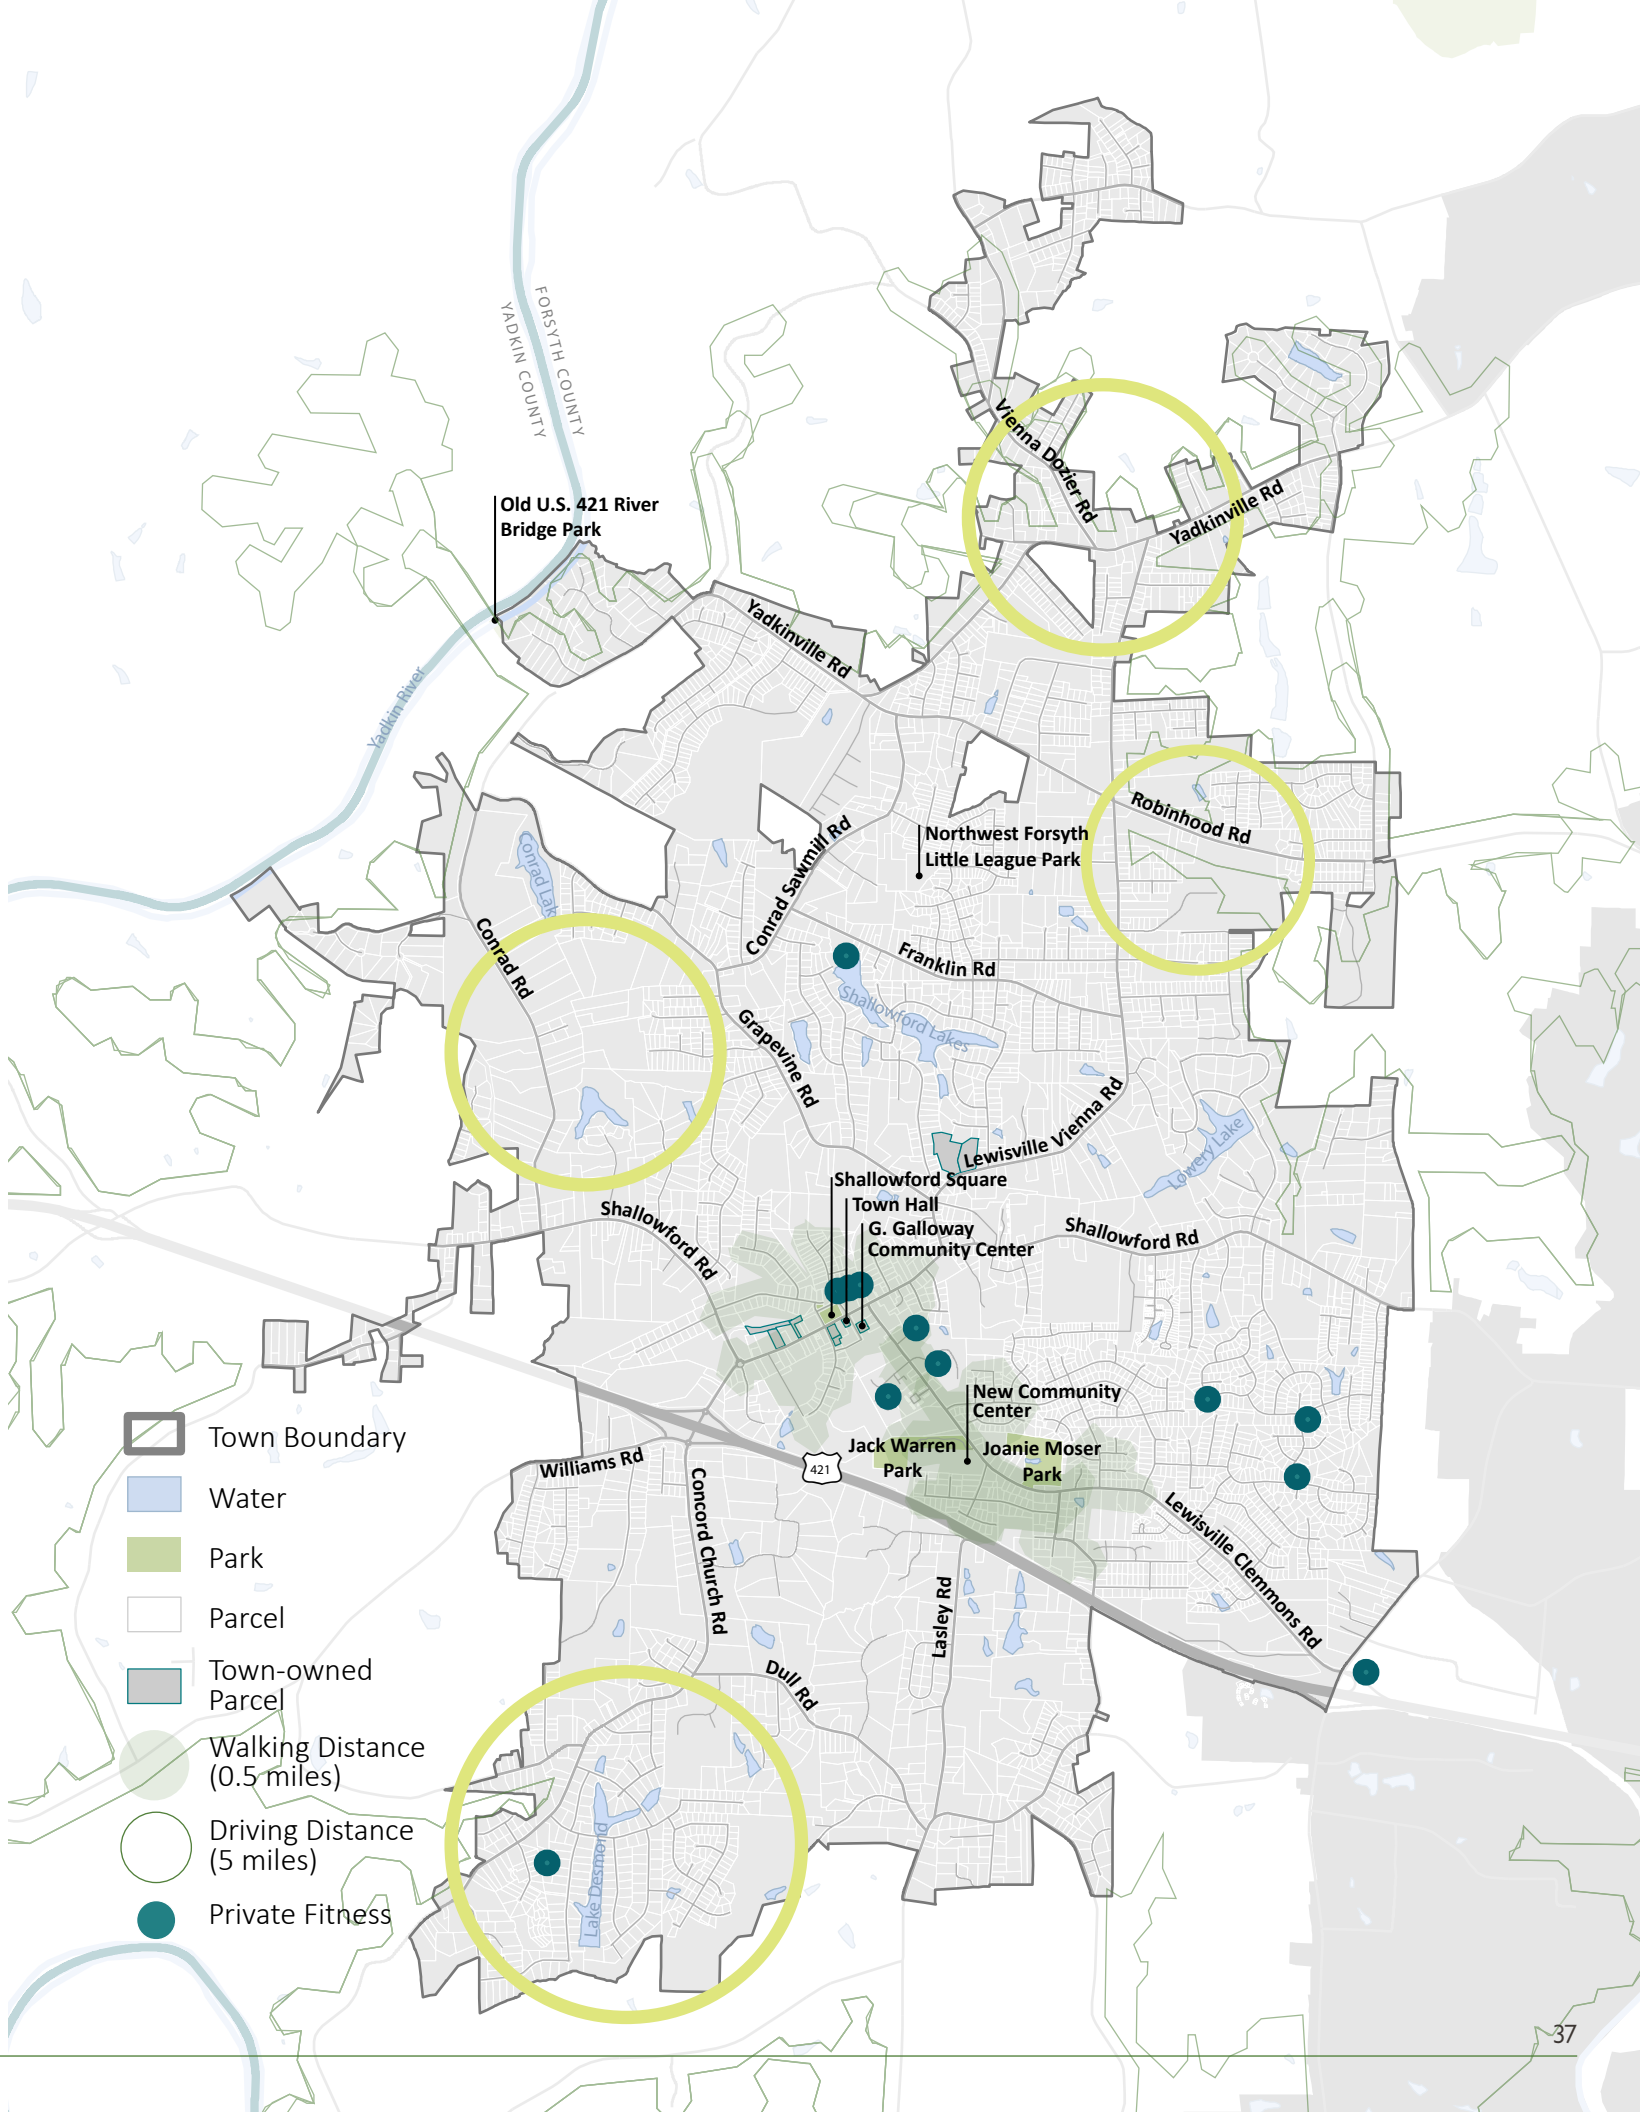 FORSYTH COUNTY
YADKIN COUNTY
Vienna Dozier Rd
Yadkinville Rd
Old U.S. 421 River
Bridge Park
Yadkinville Rd
Yadkin River
Robinhood Rd
Northwest Forsyth
Little League Park
Conrad Sawmill Rd
Conrad Lake
Conrad Rd
Franklin Rd
Shallowford Lakes
Grapevine Rd
Lewisville Vienna Rd
Lowery Lake
Shallowford Square
Town Hall
G. Galloway
Community Center
Shallowford Rd
Shallowford Rd
New Community
Center
Jack Warren
Park
Joanie Moser
Park
421
Williams Rd
Concord Church Rd
Lewisville Clemmons Rd
Lasley Rd
Dull Rd
Lake Desmond
Town Boundary
Water
Park
Parcel
Town-owned
Parcel
Walking Distance
(0.5 miles)
Driving Distance
(5 miles)
Private Fitness
37